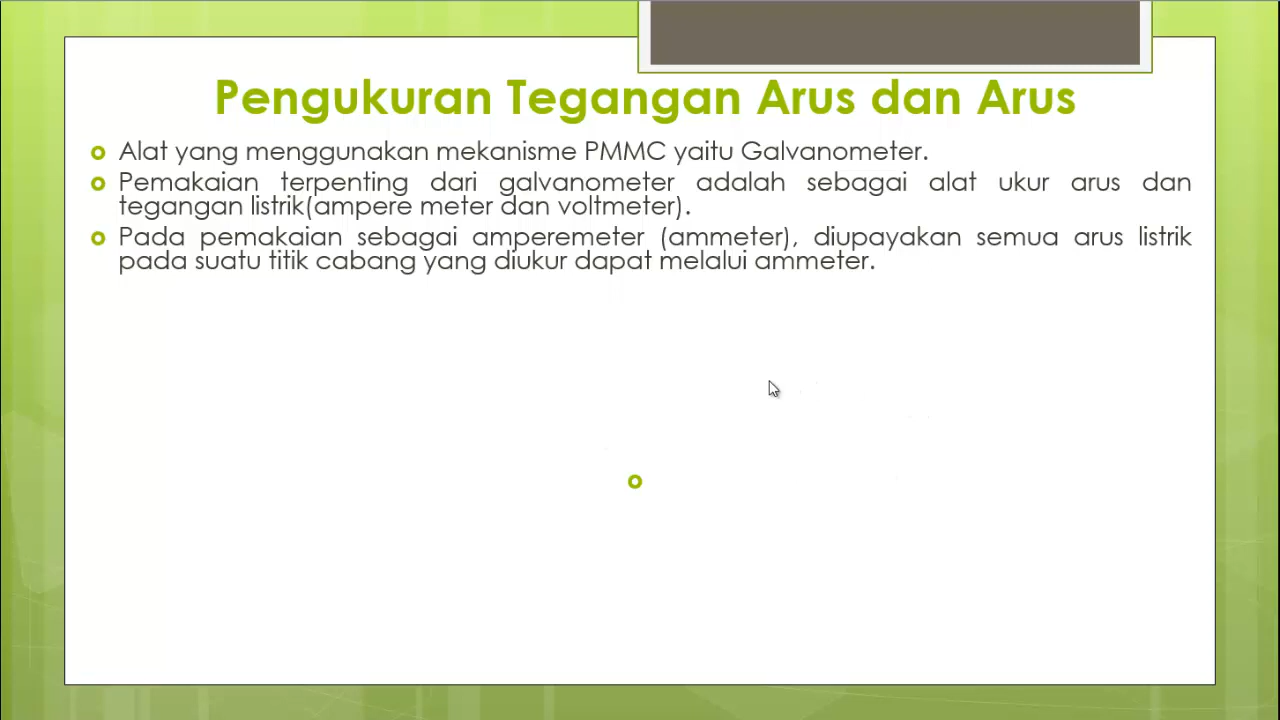 Pengukuran Tegangan Arus dan Arus
Alat yang menggunakan mekanisme PMMC yaitu Galvanometer.
Pemakaian terpenting dari galvanometer adalah sebagai alat ukur arus dan
tegangan listrik(ampere meter dan voltmeter).
Pada pemakaian sebagai amperemeter (ammeter), diupayakan semua arus listrik
pada suatu titik cabang yang diukur dapat melalui ammeter.